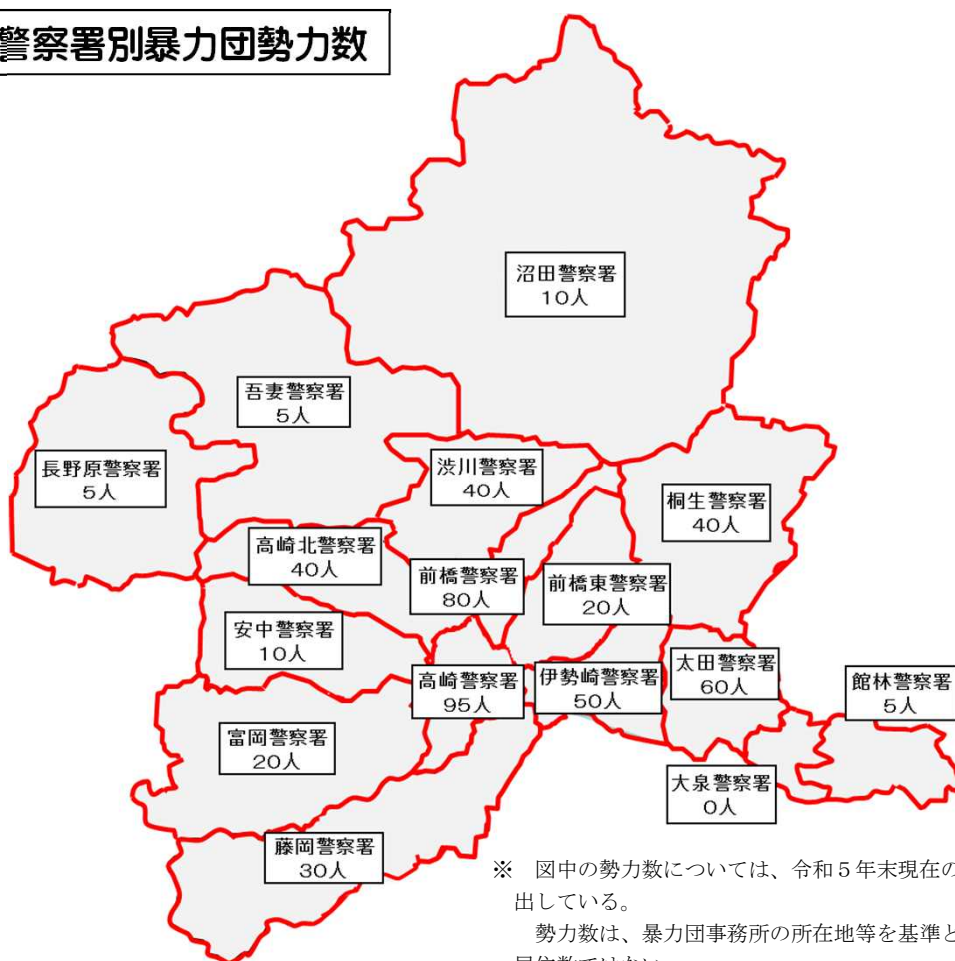 警察署別暴力団勢力数
沼田警察署
10人
吾妻警察署
5人
長野原警察署
5人
渋川警察署
40人
桐生警察署
40人
高崎北警察署
40人
前橋警察署
80人
前橋東警察署
20人
安中警察署
10人
高崎警察署
95人
伊勢崎警察署
50人
太田警察署
60人
館林警察署
5人
富岡警察署
20人
大泉警察署
0人
藤岡警察署
30人
※　図中の勢力数については、令和５年末現在の
出している。
勢力数は、暴力団事務所の所在地等を基準と